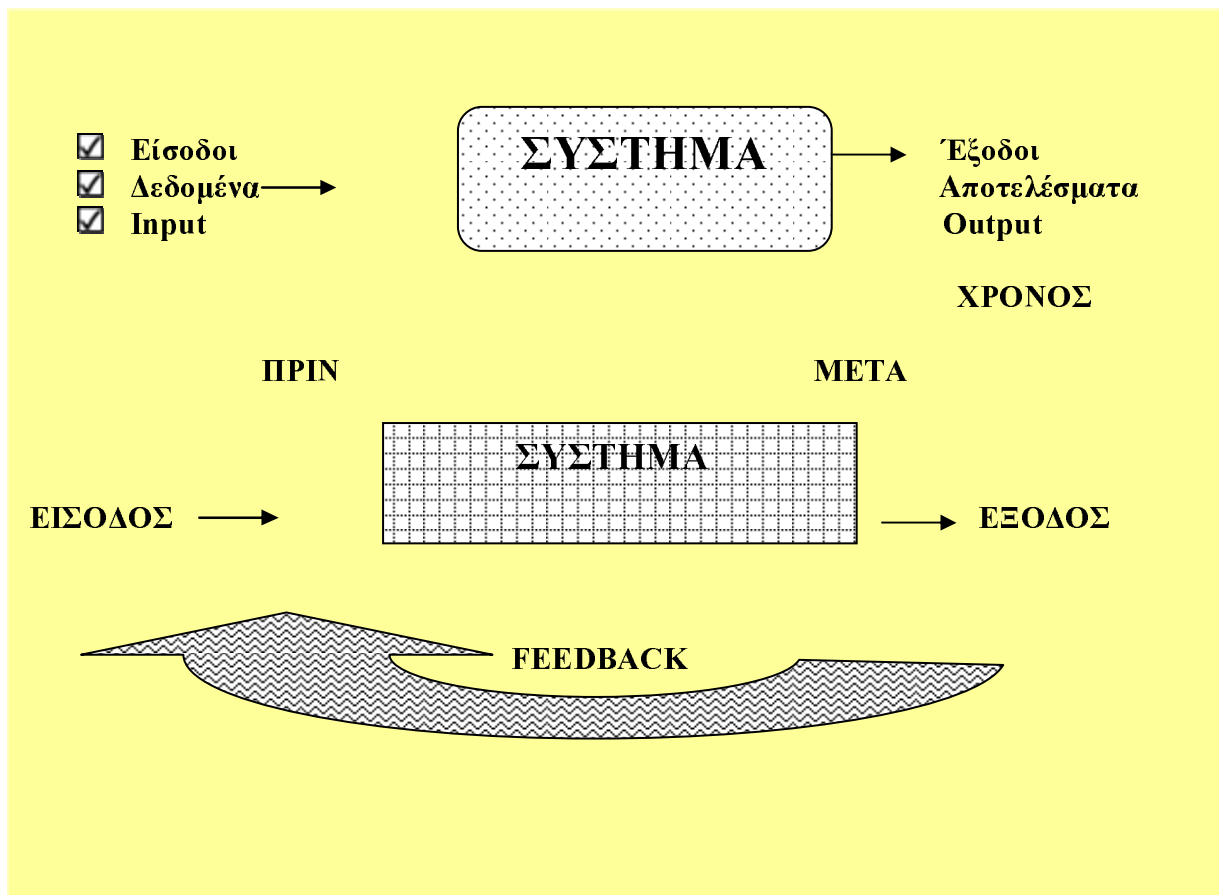 ΣΥΣΤΗΜΑ
Είσοδοι
Δεδομένα
Input
Έξοδοι
Αποτελέσματα
Output
ΧΡΟΝΟΣ
ΠΡΙΝ
ΜΕΤΑ
ΣΥΣΤΗΜΑ
ΕΙΣΟΔΟΣ
ΕΞΟΔΟΣ
FEEDBACK